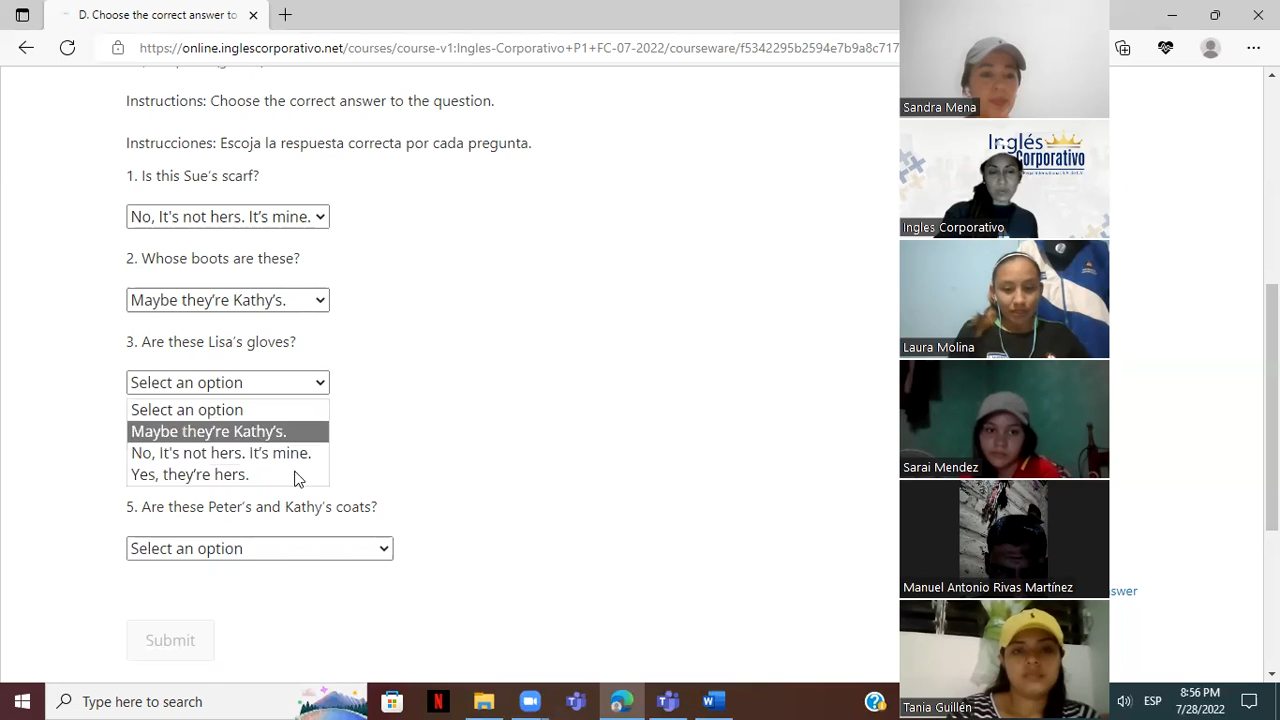 D. Choose the correct answer to
https://online.inglescorporativo.net/courses/course-v1:Ingles-Corporativo+P1+FC-07-2022/courseware/f5342295b2594e7b9a8c717
Instructions: Choose the correct answer to the question.
Instrucciones: Escoja la respuesta correcta por cada pregunta.
1. Is this Sue's scarf?
No, It's not hers. It's mine.
2. Whose boots are these?
Maybe they're Kathy's.
3. Are these Lisa's gloves?
Select an option
Select an option
Maybe they're Kathy's.
No, It's not hers. It's mine.
Yes, they're hers.
5. Are these Peter's and Kathy's coats?
Select an option
Submit
swer
Sandra Mena
Inglés
Corporativo
Ingles Corporativo
Laura Molina
Sarai Mendez
Manuel Antonio Rivas Martínez
Tania Guillén
Type here to search
ESP
8:56 PM
7/28/2022